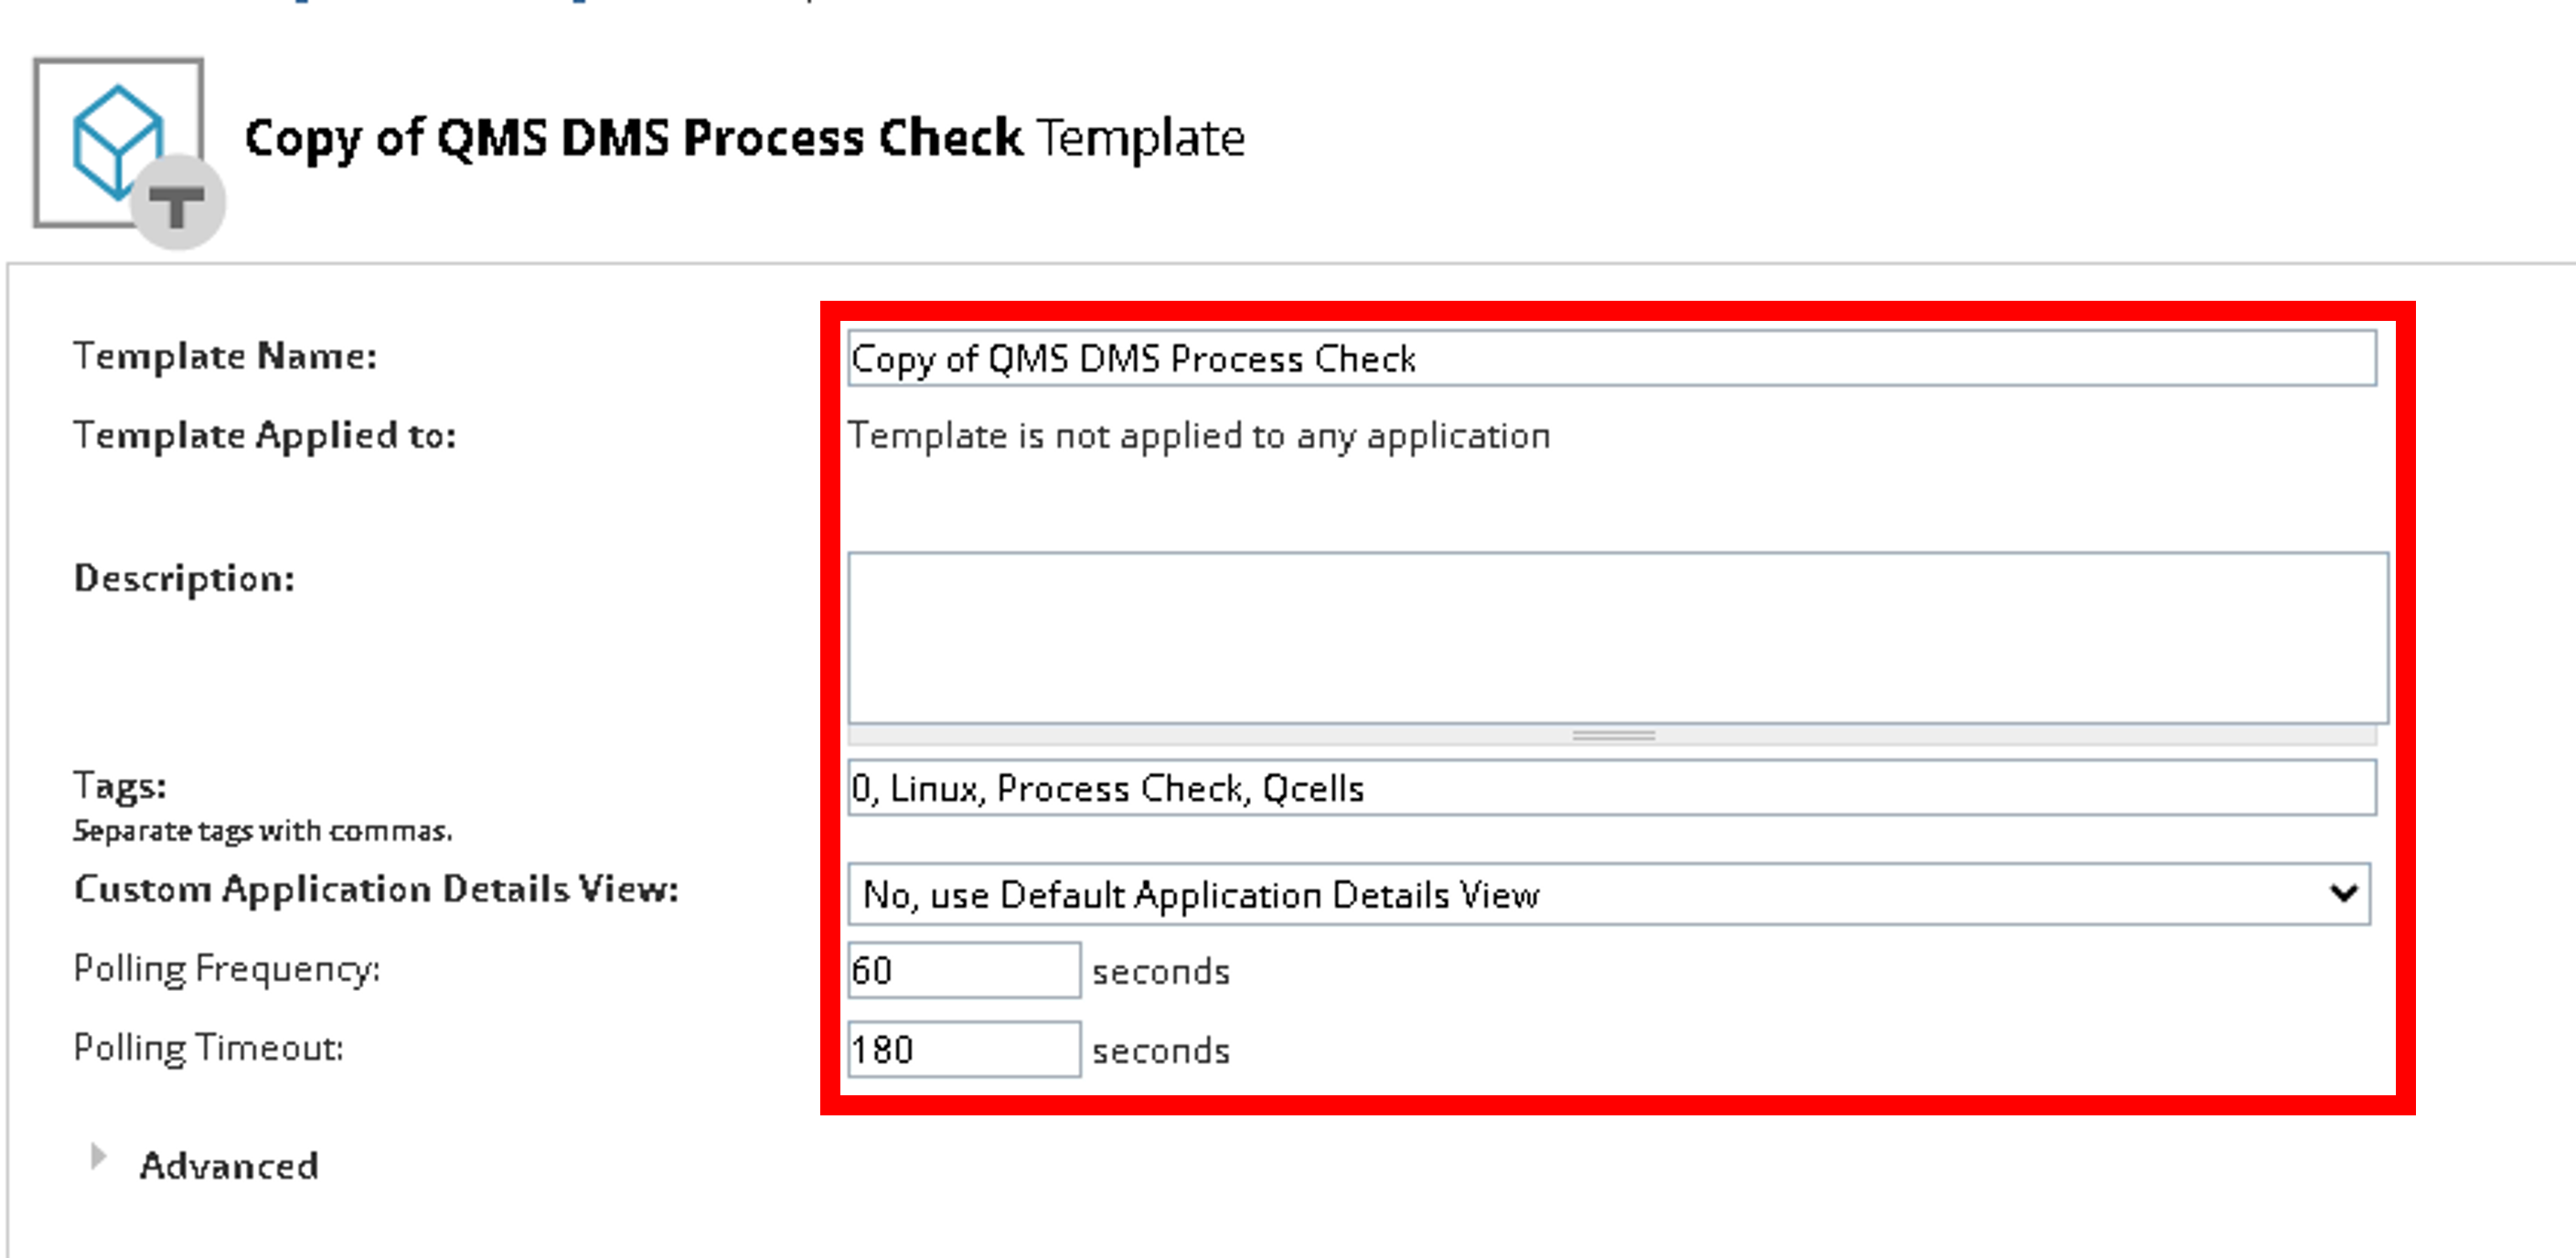 Copy of QMS DMS Process Check Template
Template Name:
Copy of QMS DMS Process Check
Template Applied to:
Template is not applied to any application
Description:
Tags:
0, Linux, Process Check, Qcells
Separate tags with commas.
Custom Application Details View:
No, use Default Application Details View
Polling Frequency:
60 seconds
Polling Timeout:
180 seconds
Advanced